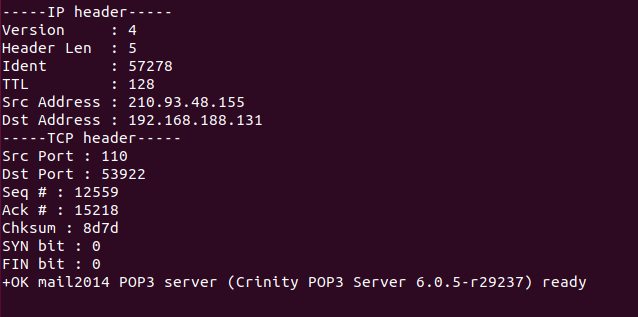 -----IP header-----
Version     : 4
Header Len  : 5
Ident       : 57278
TTL         : 128
Src Address : 210.93.48.155
Dst Address : 192.168.188.131
-----TCP header-----
Src Port : 110
Dst Port : 53922
Seq # : 12559
Ack # : 15218
Chksum : 8d7d
SYN bit : 0
FIN bit : 0
+OK mail2014 POP3 server (Crinity POP3 Server 6.0.5-r29237) ready